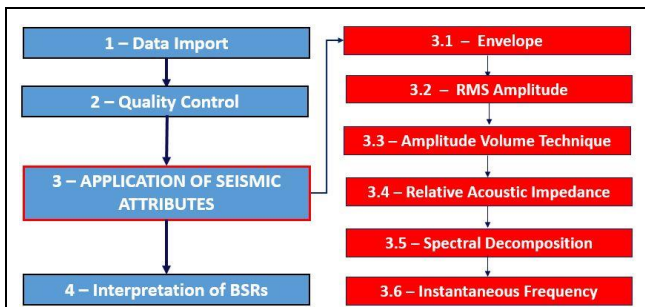 1 – Data Import
2 – Quality Control
3 – APPLICATION OF SEISMIC
ATTRIBUTES
4 – Interpretation of BSRs
3.1 – Envelope
3.2 – RMS Amplitude
3.3 – Amplitude Volume Technique
3.4 – Relative Acoustic Impedance
3.5 – Spectral Decomposition
3.6 – Instantaneous Frequency